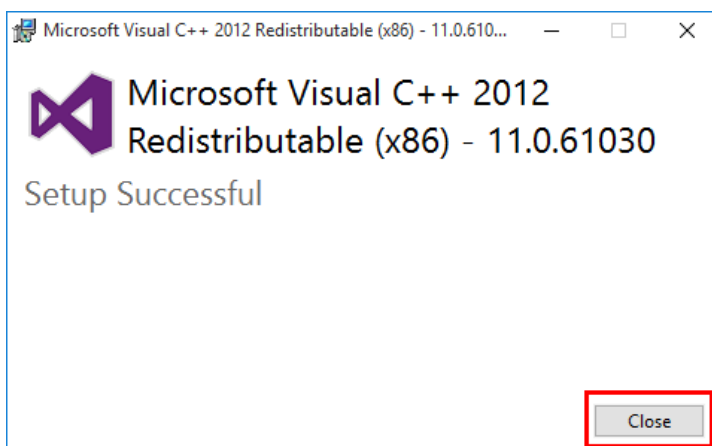 Microsoft Visual C++ 2012 Redistributable (x86) - 11.0.610...
Microsoft Visual C++ 2012
Redistributable (x86) - 11.0.61030
Setup Successful
Close